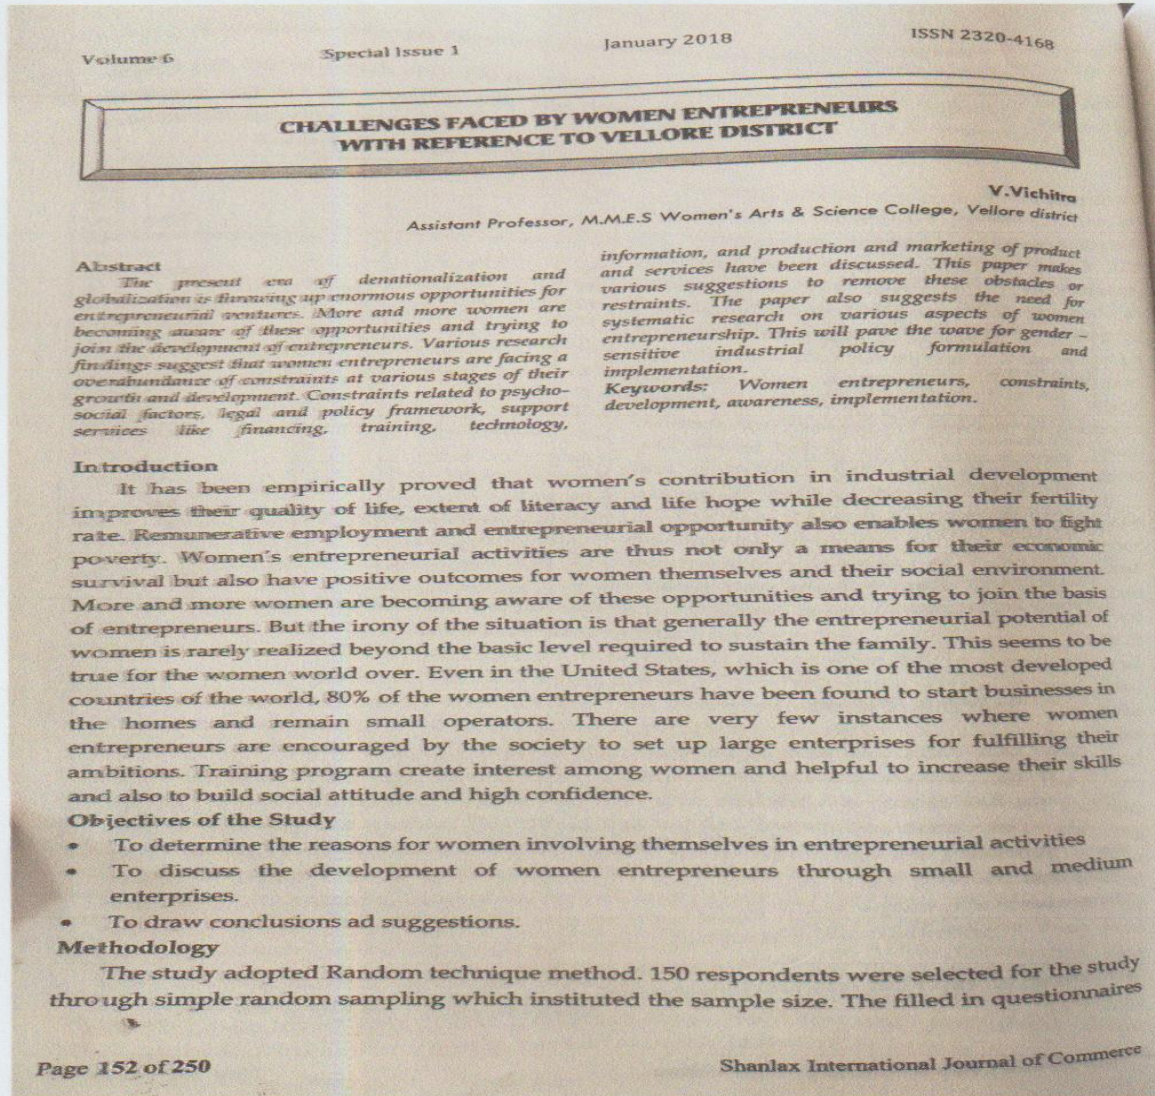 Volume 6 Special Issue 1 January 2018 ISSN 2320-4168
CHALLENGES FACED BY WOMEN ENTREPRENEURS
WITH REFERENCE TO VELLORE DISTRICT
V.Vichitra
Assistant Professor, M.M.E.S Women's Arts & Science College, Vellore district
Abstract
The present era of denationalization and
globalization is throwing up enormous opportunities for
entrepreneurial ventures. More and more women are
becoming aware of these opportunities and trying to
join the development of entrepreneurs. Various research
findings suggest that women entrepreneurs are facing a
overabundance of constraints at various stages of their
growth and development. Constraints related to psycho-
social factors, legal and policy framework, support
services like financing, training, technology,
information, and production and marketing of product
and services have been discussed. This paper makes
various suggestions to remove these obstacles or
restraints. The paper also suggests the need for
systematic research on various aspects of women
entrepreneurship. This will pave the wave for gender –
sensitive industrial policy formulation and
implementation.
Keywords: Women entrepreneurs, constraints,
development, awareness, implementation.
Introduction
It has been empirically proved that women's contribution in industrial development
improves their quality of life, extent of literacy and life hope while decreasing their fertility
rate. Remunerative employment and entrepreneurial opportunity also enables women to fight
poverty. Women's entrepreneurial activities are thus not only a means for their economic
survival but also have positive outcomes for women themselves and their social environment.
More and more women are becoming aware of these opportunities and trying to join the basis
of entrepreneurs. But the irony of the situation is that generally the entrepreneurial potential of
women is rarely realized beyond the basic level required to sustain the family. This seems to be
true for the women world over. Even in the United States, which is one of the most developed
countries of the world, 80% of the women entrepreneurs have been found to start businesses in
the homes and remain small operators. There are very few instances where women
entrepreneurs are encouraged by the society to set up large enterprises for fulfilling their
ambitions. Training program create interest among women and helpful to increase their skills
and also to build social attitude and high confidence.
Objectives of the Study
• To determine the reasons for women involving themselves in entrepreneurial activities
• To discuss the development of women entrepreneurs through small and medium
enterprises.
• To draw conclusions ad suggestions.
Methodology
The study adopted Random technique method. 150 respondents were selected for the study
through simple random sampling which instituted the sample size. The filled in questionnaires
Page 152 of 250 Shanlax International Journal of Commerce